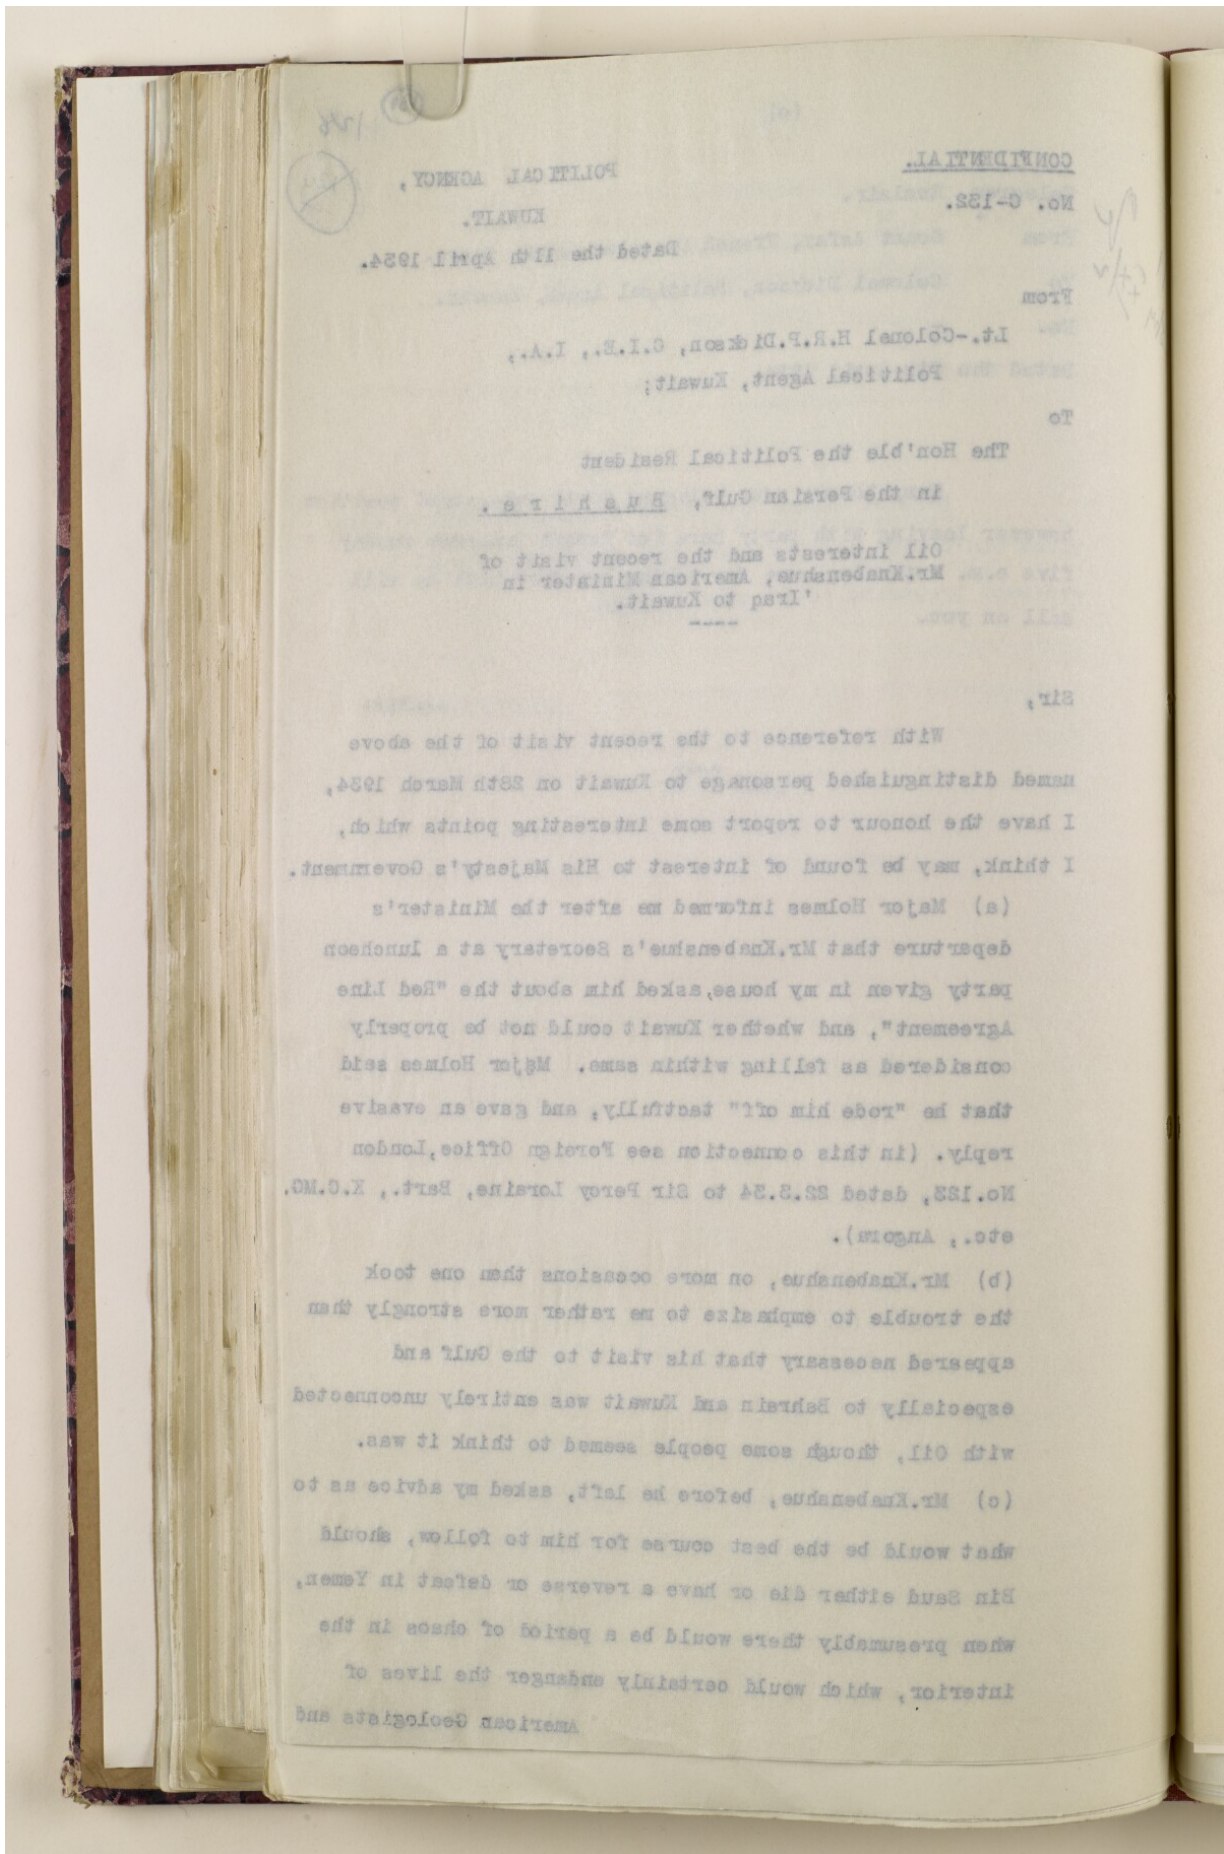 CONFIDENTIAL.
No. C-132.
POLITICAL AGENCY,
KUWAIT.
Dated the 11th April 1934.
From
Lt.-Colonel H.R.P.Dickson, C.I.E., I.A.,
Political Agent, Kuwait;
To
The Hon'ble the Political Resident
in the Persian Gulf, Bushire.
Oil interests and the recent visit of
Mr.Knabenshue, American Minister in
'Iraq to Kuwait.
Sir,
With reference to the recent visit of the above
named distinguished personage to Kuwait on 28th March 1934,
I have the honour to report some interesting points which,
I think, may be found of interest to His Majesty's Government.
(a) Major Holmes informed me after the Minister's
departure that Mr.Knabenshue's Secretary at a luncheon
party given in my house, asked him about the "Red Line
Agreement", and whether Kuwait could not be properly
considered as falling within same. Major Holmes said
that he "rode him off" tactfully, and gave an evasive
reply. (in this connection see Foreign Office, London
No.123, dated 22.3.34 to Sir Percy Loraine, Bart., K.C.MG.
etc., Angora).
(b) Mr.Knabenshue, on more occasions than one took
the trouble to emphasize to me rather more strongly than
appeared necessary that his visit to the Gulf and
especially to Bahrain and Kuwait was entirely unconnected
with Oil, though some people seemed to think it was.
(c) Mr.Knabenshue, before he left, asked my advice as to
what would be the best course for him to follow, should
Bin Saud either die or have a reverse or defeat in Yemen,
when presumably there would be a period of chaos in the
interior, which would certainly endanger the lives of
American Geologists and